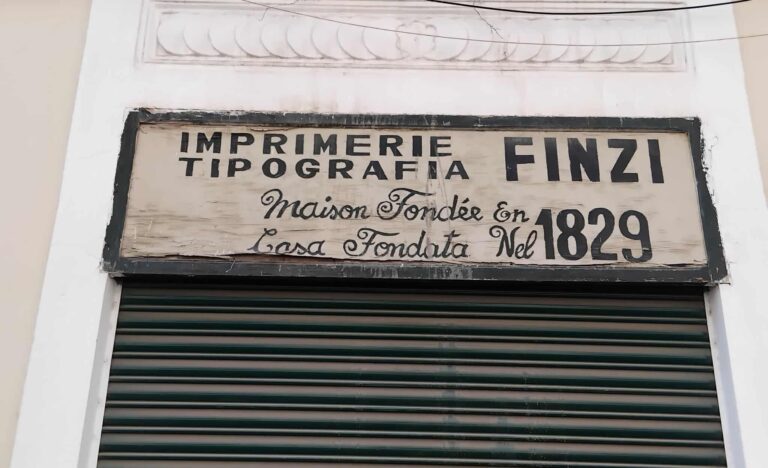 IMPRIMERIE
TIPOGRAFIA FINZI
Maison Fondée En
Casa Fondata Nel 1829